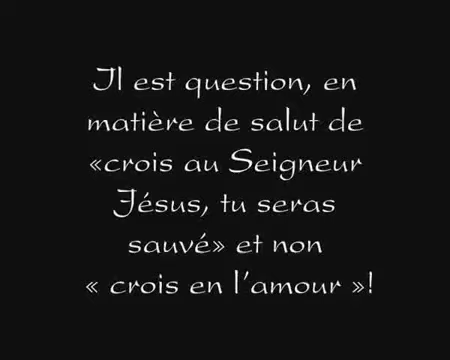 Il est question, en
matière de salut de
«crois au Seigneur
Jésus, tu seras
sauvé» et non
« crois en l'amour »!